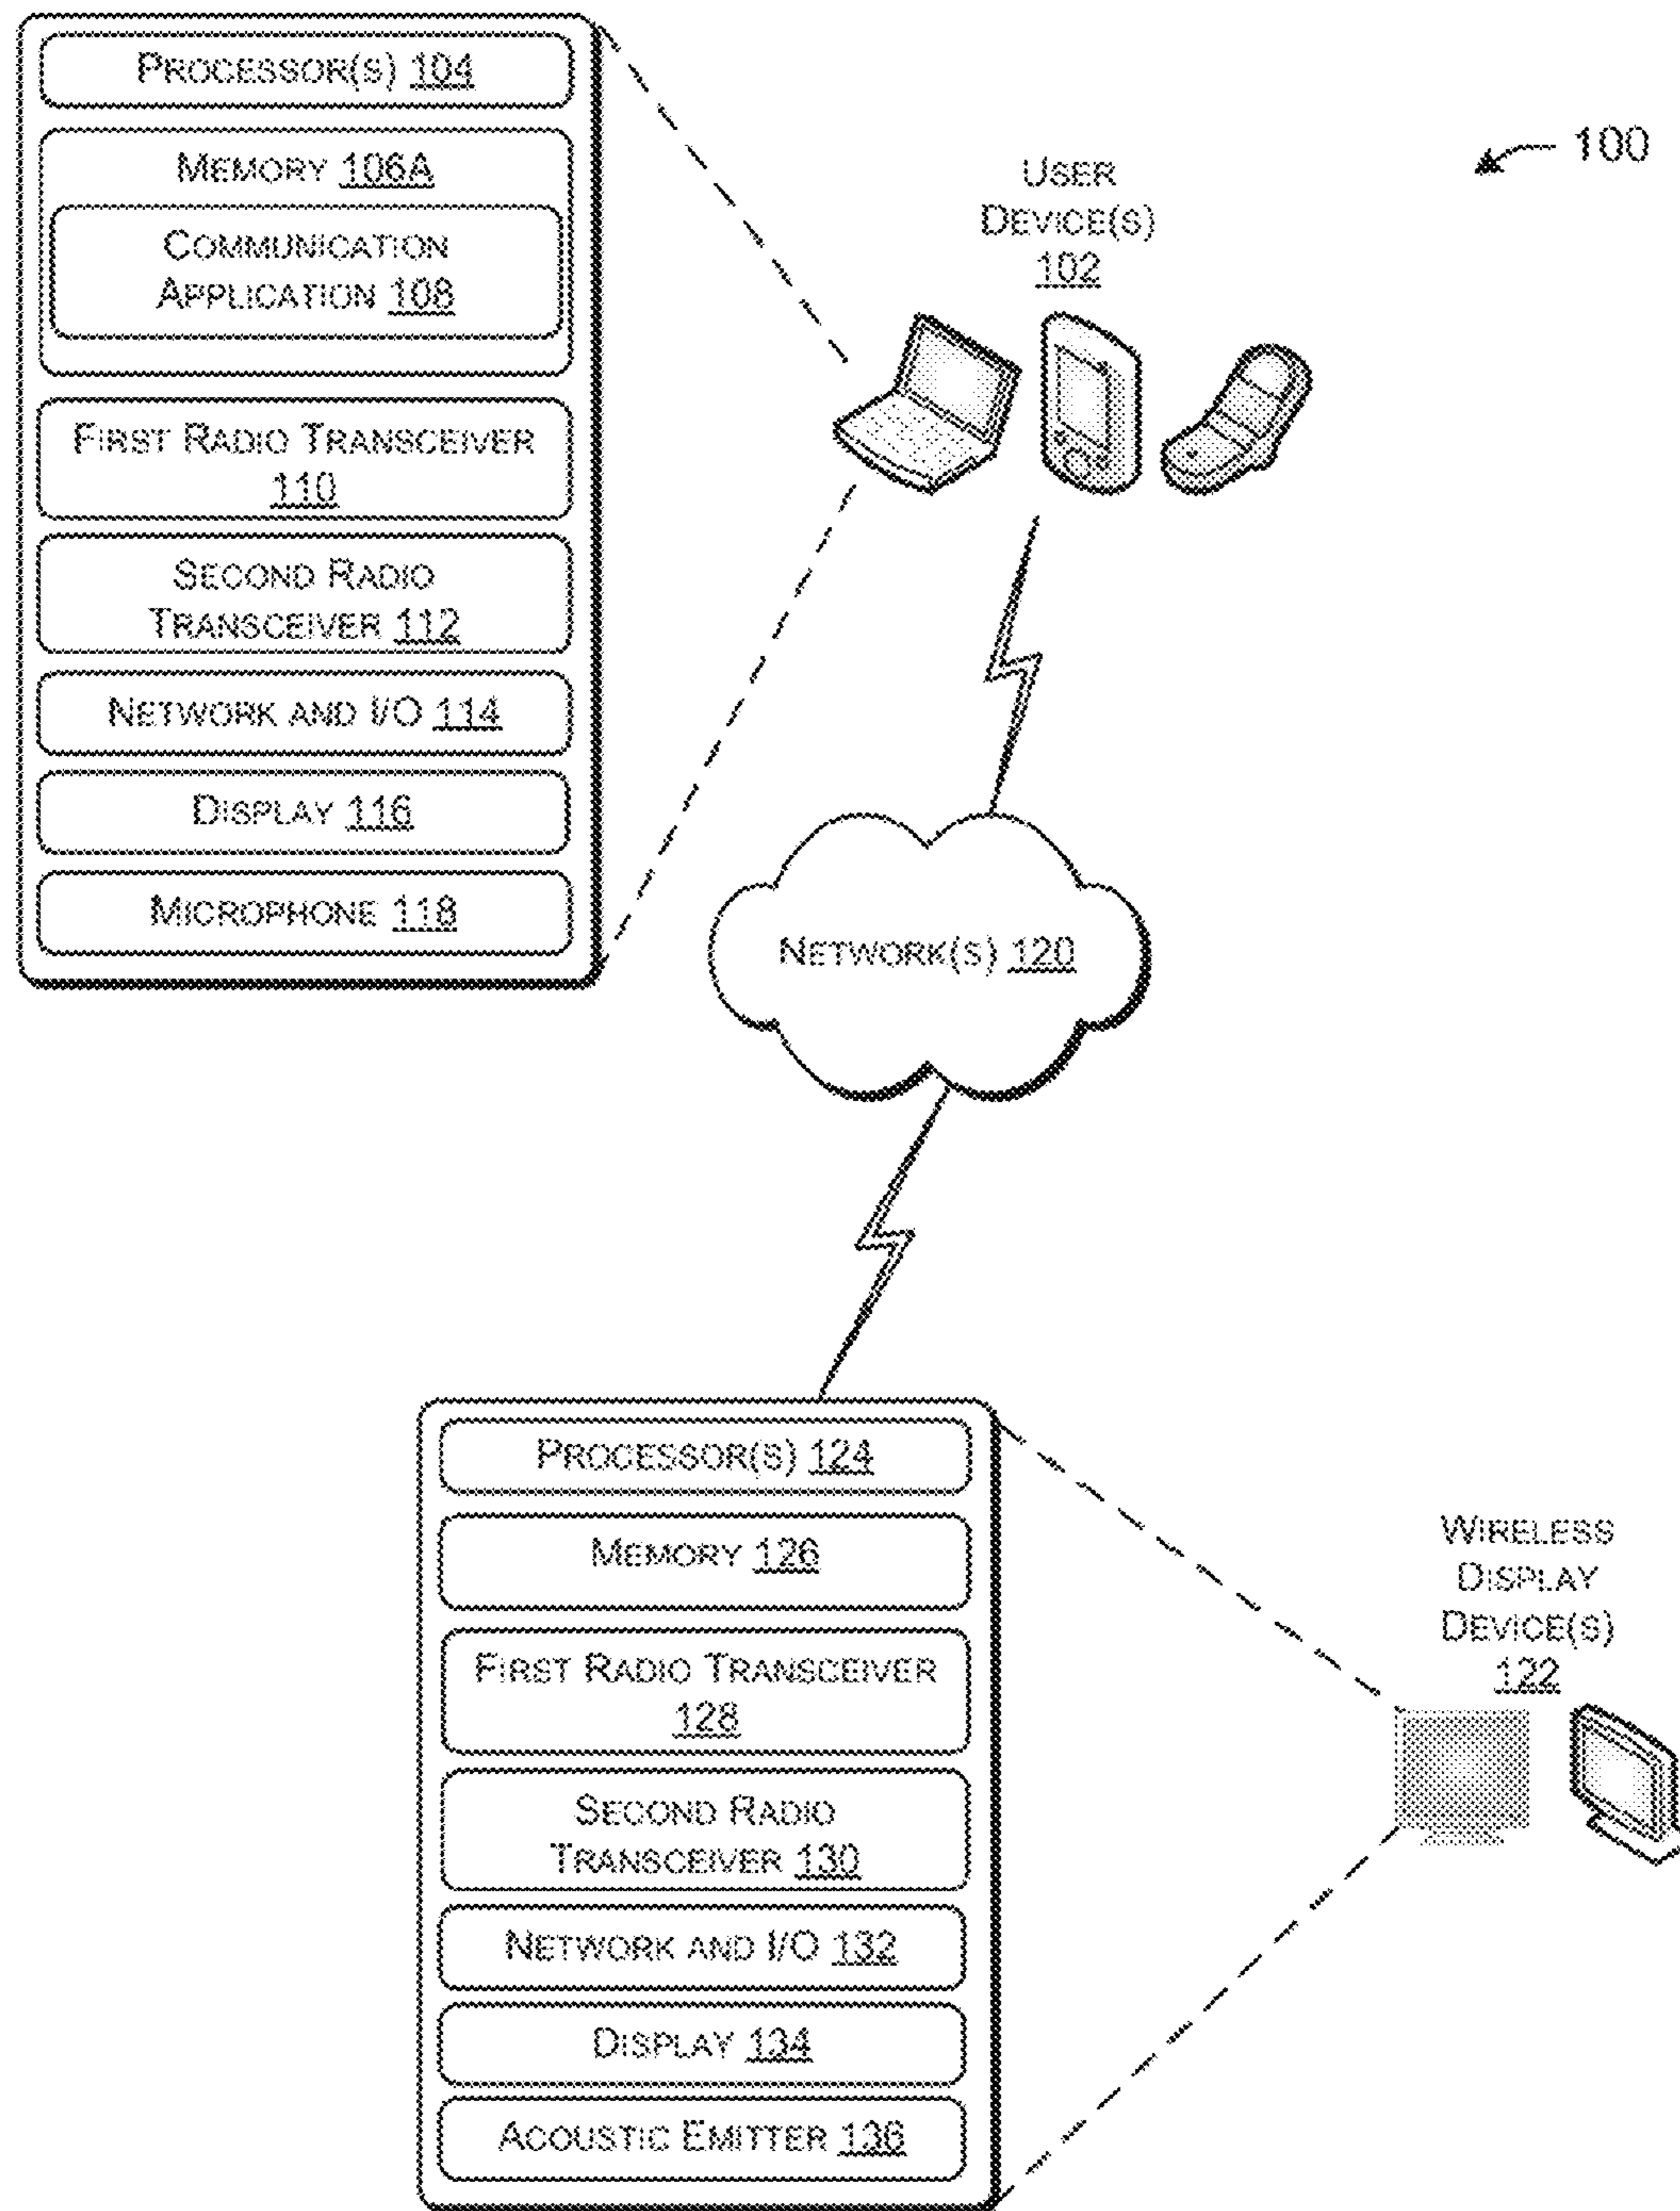 PROCESSOR(S) 104
MEMORY 106A
COMMUNICATION
APPLICATION 108
FIRST RADIO TRANSCEIVER
110
SECOND RADIO
TRANSCEIVER 112
NETWORK AND I/O 114
DISPLAY 116
MICROPHONE 118
100
USER
DEVICE(S)
102
NETWORK(S) 120
PROCESSOR(S) 124
MEMORY 126
FIRST RADIO TRANSCEIVER
128
SECOND RADIO
TRANSCEIVER 130
NETWORK AND I/O 132
DISPLAY 134
ACOUSTIC EMITTER 136
WIRELESS
DISPLAY
DEVICE(S)
122